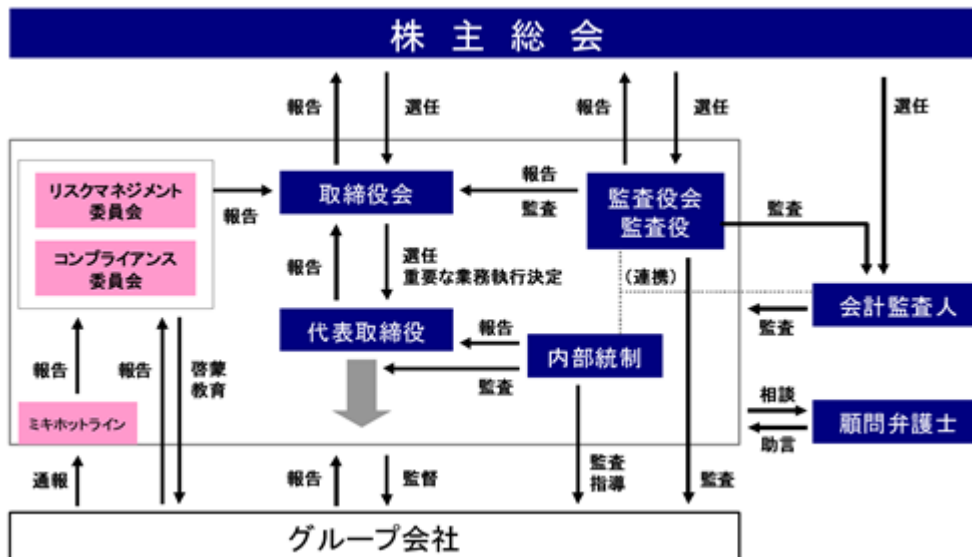 株主総会
報告
選任
報告
選任
選任
リスクマネジメント
委員会
コンプライアンス
委員会
報告
取締役会
報告
監査
監査役会
監査役
監査
報告
選任
重要な業務執行決定
(連携)
代表取締役
報告
監査
内部統制
会計監査人
監査
報告
報告
啓蒙
教育
ミキホットライン
相談
助言
顧問弁護士
通報
報告
監督
監査
指導
監査
グループ会社